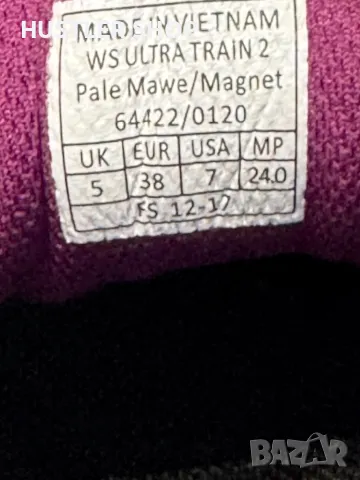 MADE IN VIETNAM
WS ULTRA TRAIN 2
Pale Mawe/Magnet
64422/0120
UK EUR USA MP
5 38 7 24.0
FS 12-17
bazar